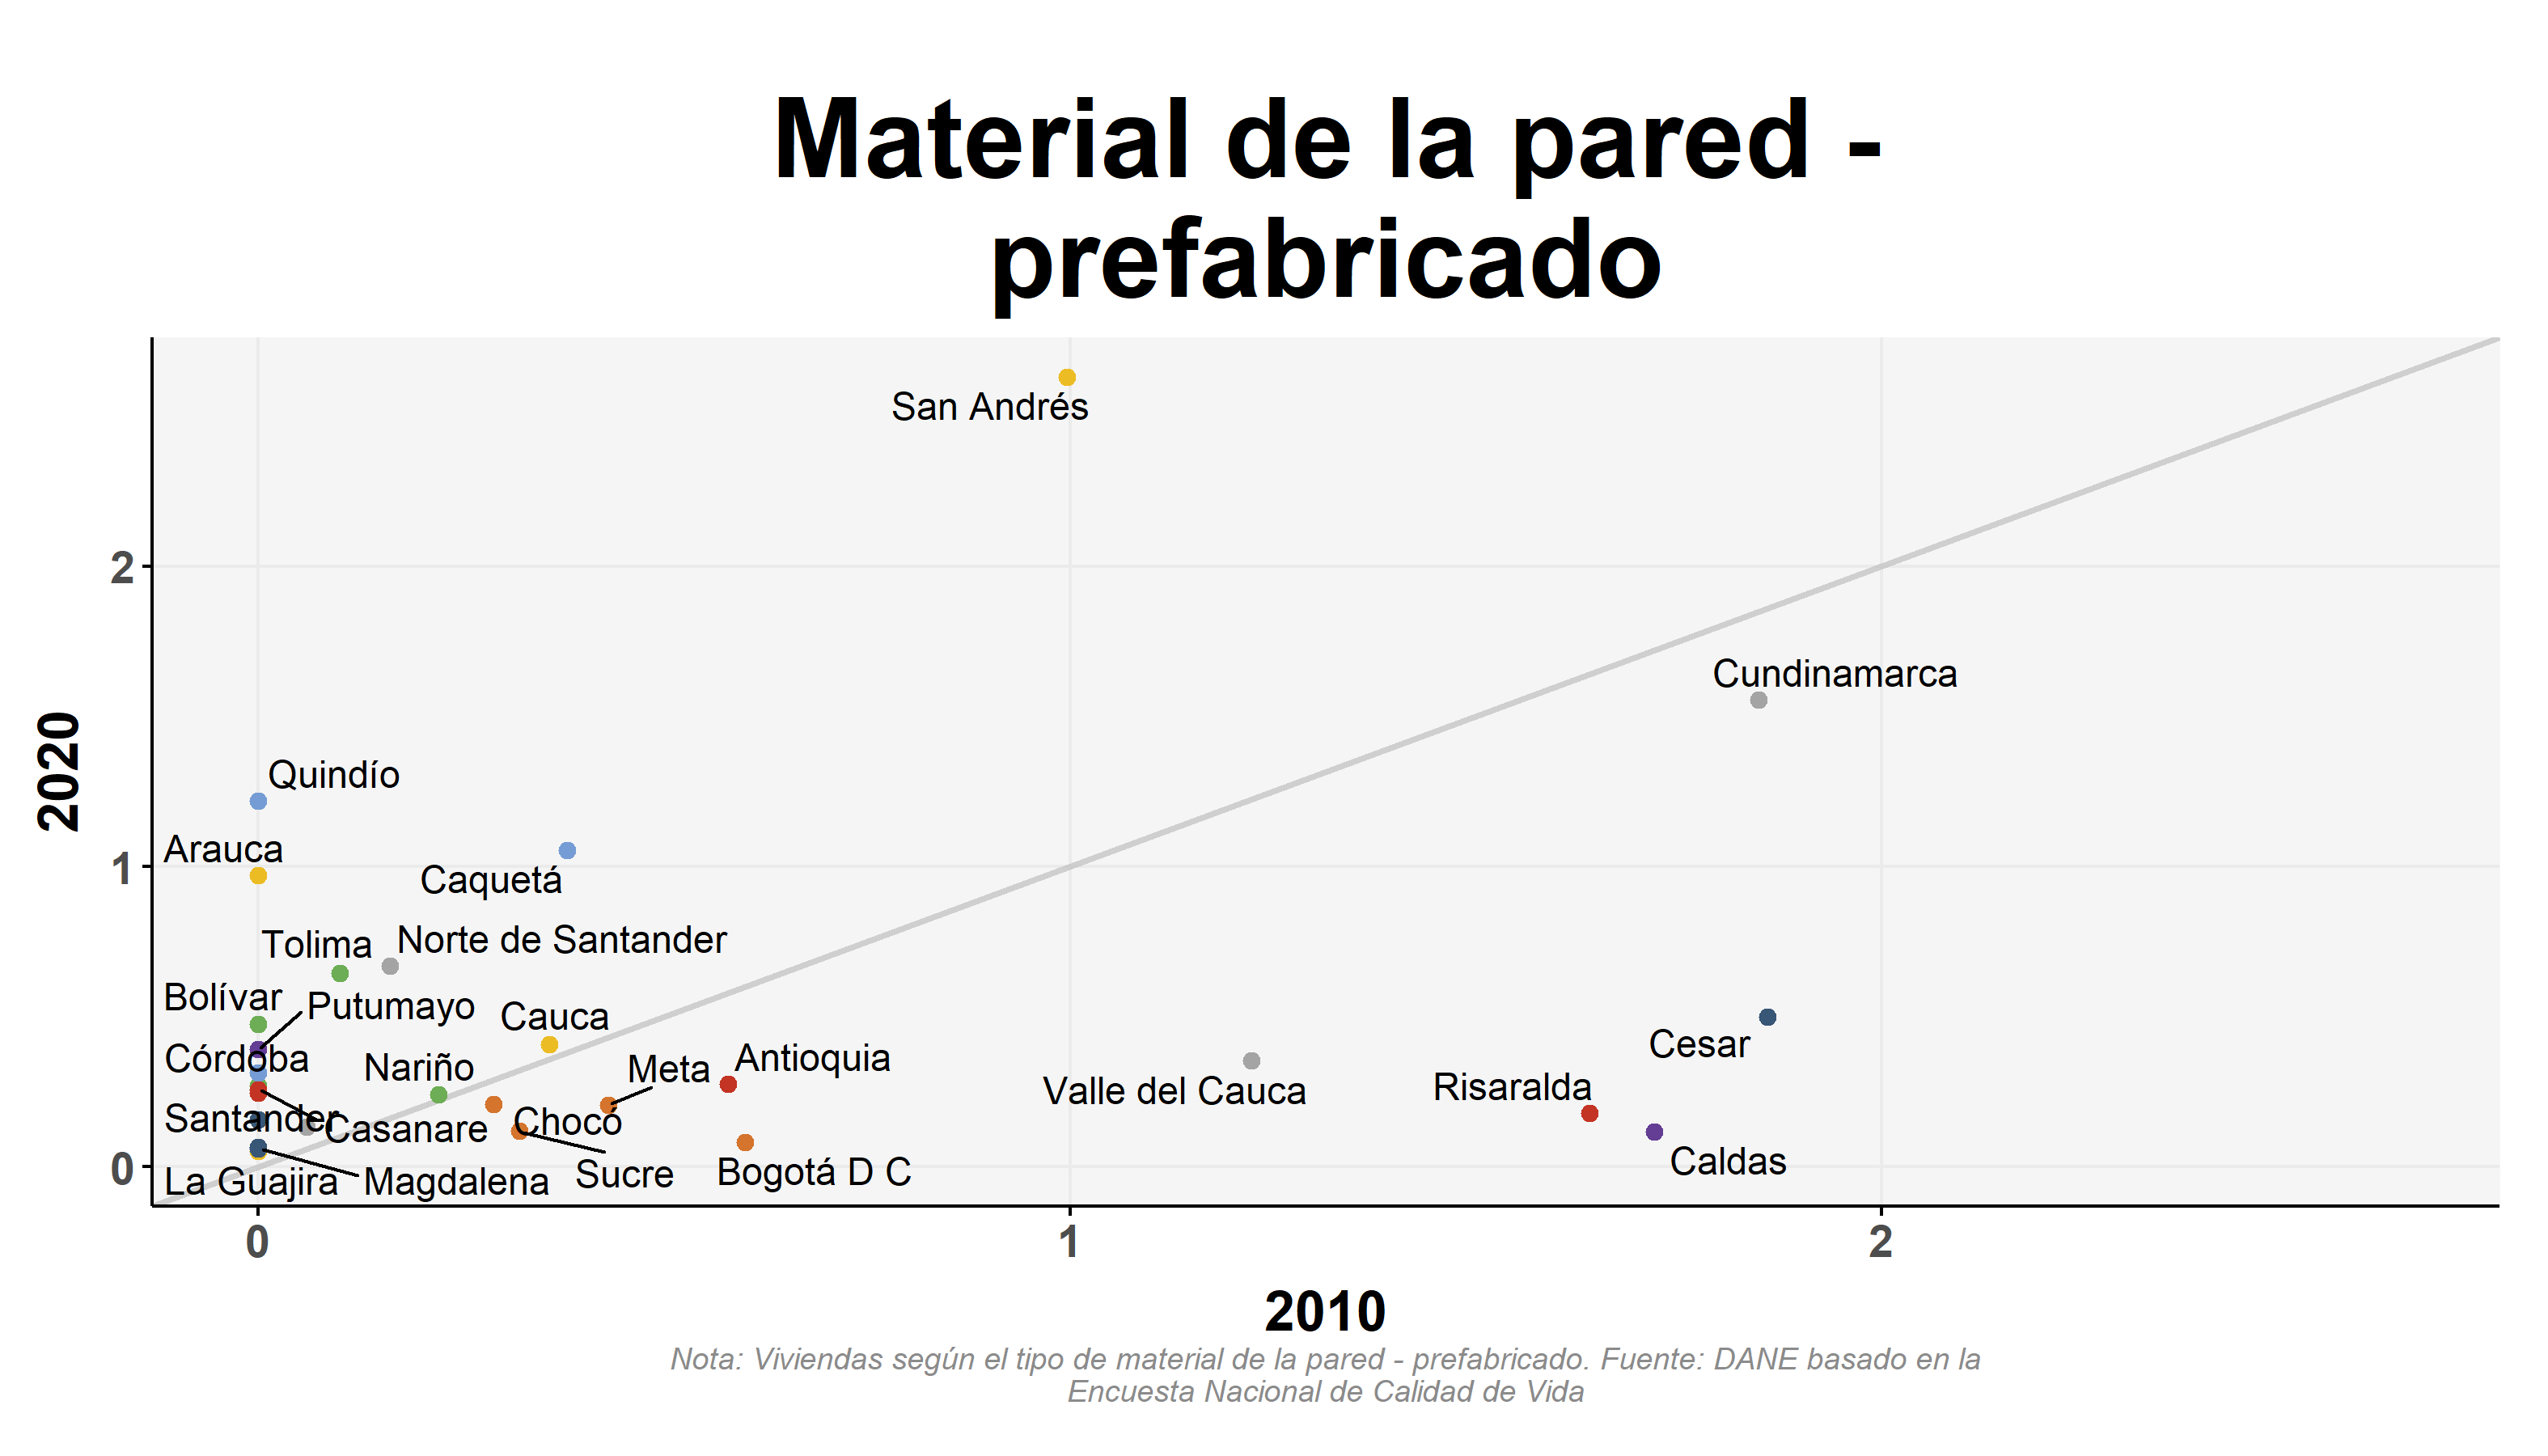 Material de la pared -
prefabricado
San Andrés
2
Cundinamarca
2020
Quindío
Arauca
1
Caquetá
Tolima
Norte de Santander
Bolívar
Putumayo
Cauca
Córdoba
Nariño
Meta
Antioquia
Cesar
Valle del Cauca
Risaralda
Santander
Casanare
Chocó
Sucre
Bogotá D C
Caldas
0
La Guajira
Magdalena
0
1
2
2010
Nota: Viviendas según el tipo de material de la pared - prefabricado. Fuente: DANE basado en la
Encuesta Nacional de Calidad de Vida